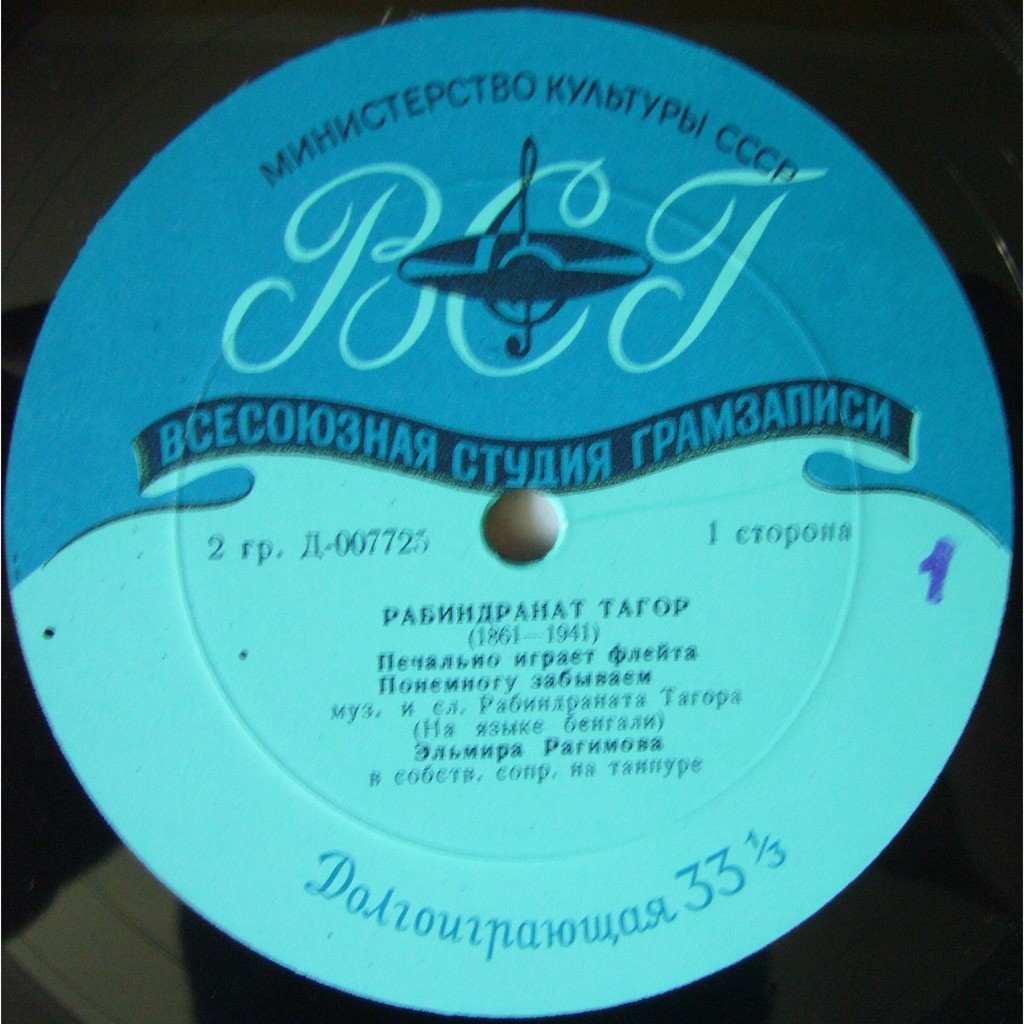 МИНИСТЕРСТВО КУЛЬТУРЫ СССР
ВСГ
ВСЕСОЮЗНАЯ СТУДИЯ ГРАМЗАПИСИ
2 гр. Д-007725
1 сторона
1
РАБИНДРАНАТ ТАГОР
(1861—1941)
Печально играет флейта
Понемногу забываем
муз. и сл. Рабиндраната Тагора
(На языке бенгали)
Эльмира Рагимова
в собств. сопр. на танпуре
Долгоиграющая 33 1/3